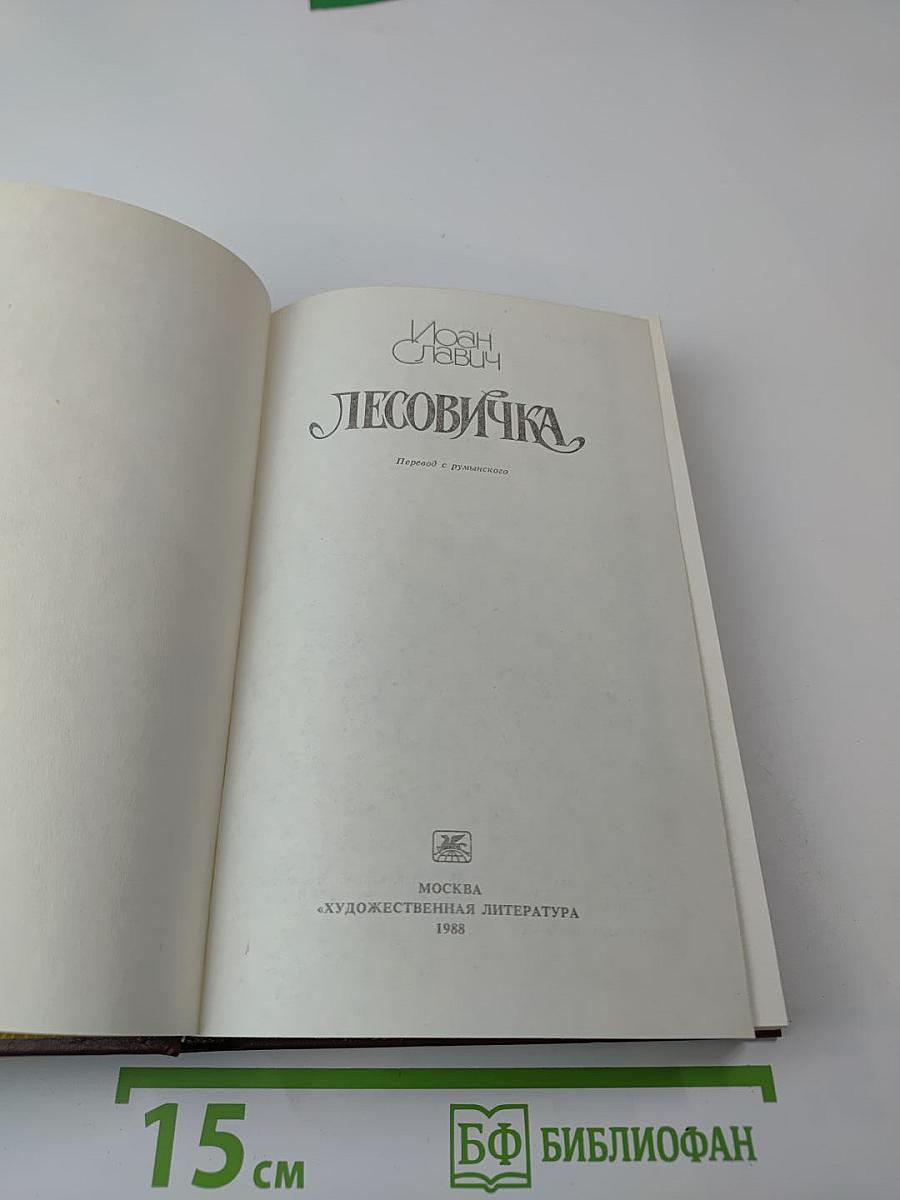 Иоан
Славич
ЛЕСОВИЧКА
Перевод с румынского
МОСКВА
«ХУДОЖЕСТВЕННАЯ ЛИТЕРАТУРА
1988
15 см
БФ БИБЛИОФАН